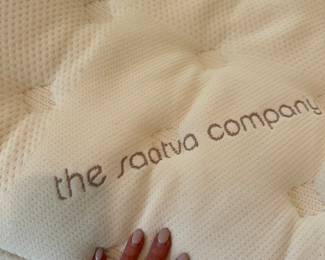 the saatva company